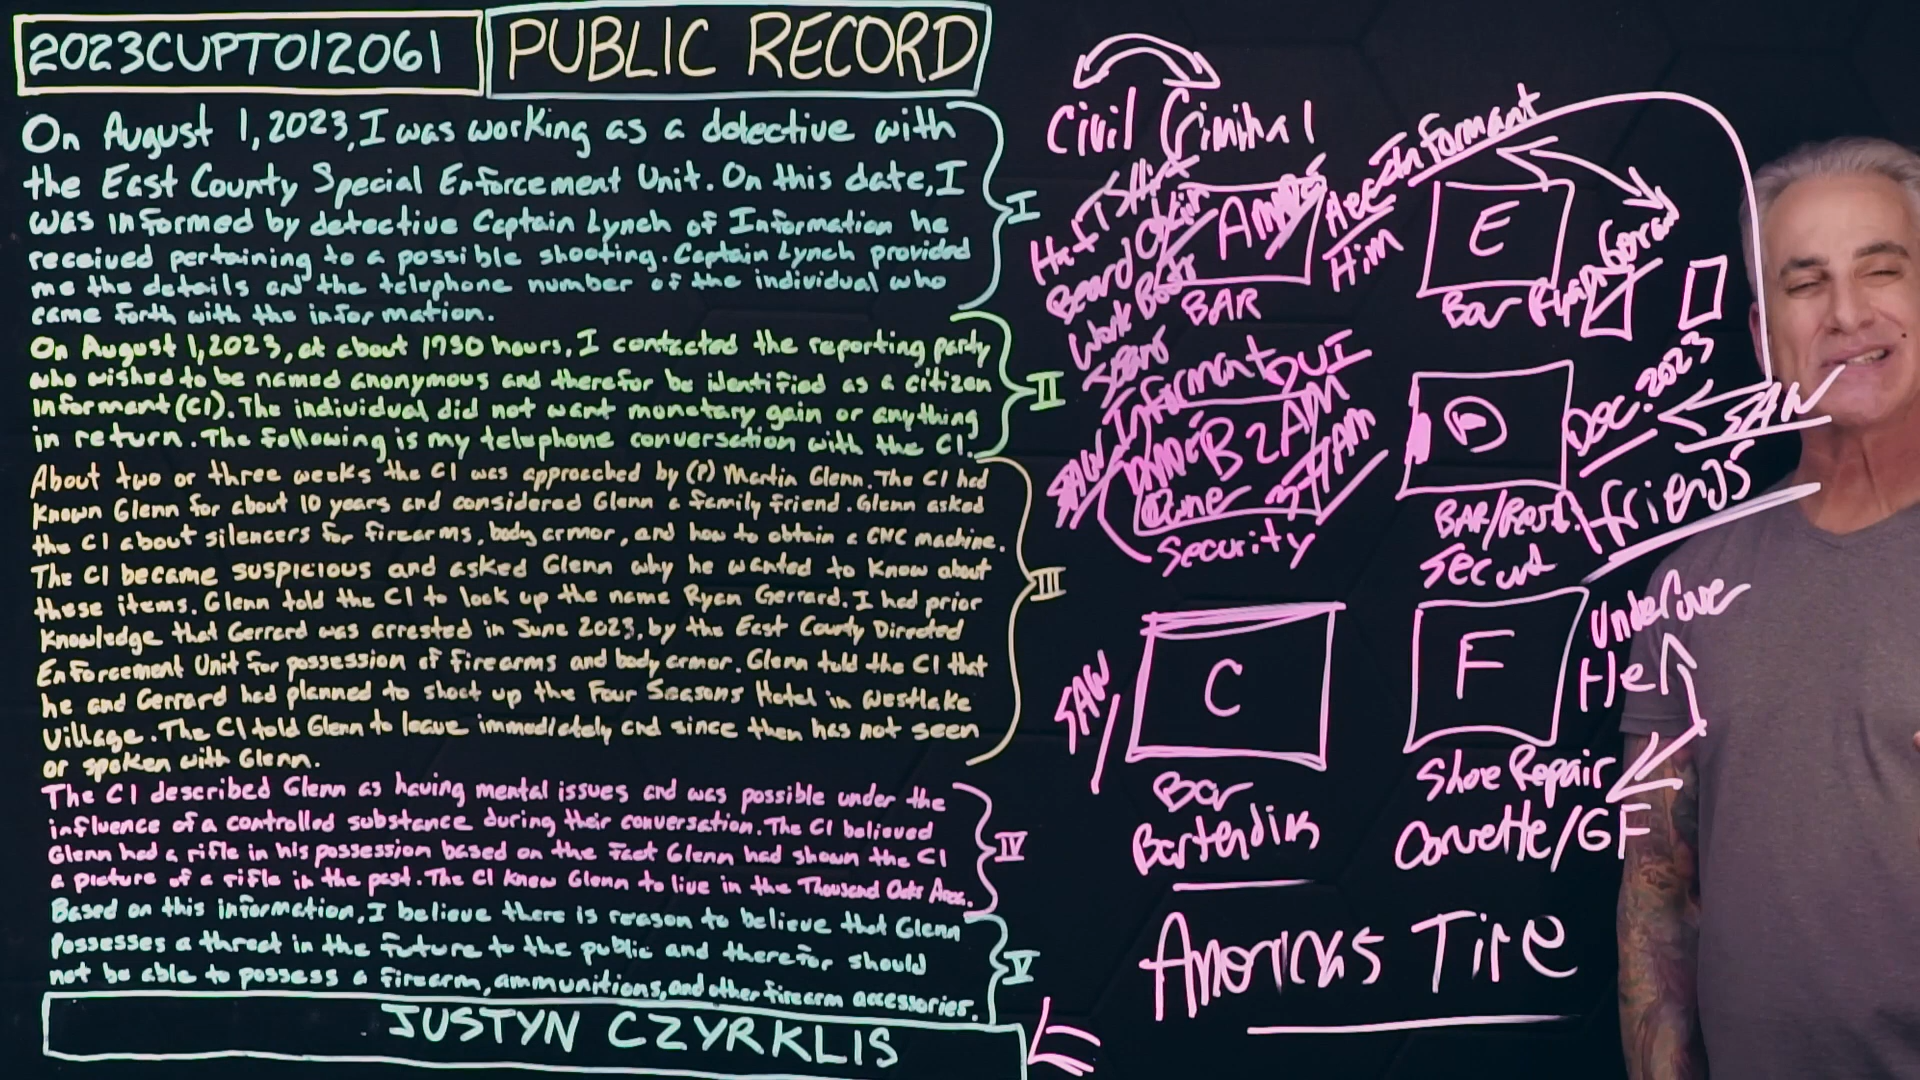 2023CUPT012061
PUBLIC RECORD
On August 1, 2023, I was working as a detective with
the East County Special Enforcement Unit. On this date, I
was informed by detective Captain Lynch of Information he
received pertaining to a possible shooting. Captain Lynch provided
me the details and the telephone number of the individual who
came forth with the information.
I
On August 1, 2023, at about 1730 hours, I contacted the reporting party
who wished to be named anonymous and therefor be identified as a citizen
informant (CI). The individual did not want monetary gain or anything
in return. The following is my telephone conversation with the CI.
II
About two or three weeks the CI was approached by (P) Martin Glenn. The CI had
known Glenn for about 10 years and considered Glenn a family friend. Glenn asked
the CI about silencers for firearms, body armor, and how to obtain a CNC machine.
The CI became suspicious and asked Glenn why he wanted to know about
these items. Glenn told the CI to look up the name Ryan Gerrard. I had prior
knowledge that Gerrard was arrested in June 2023, by the East County Directed
Enforcement Unit for possession of firearms and body armor. Glenn told the CI that
he and Gerrard had planned to shoot up the Four Seasons Hotel in Westlake
Village. The CI told Glenn to leave immediately and since then has not seen
or spoken with Glenn.
III
The CI described Glenn as having mental issues and was possible under the
influence of a controlled substance during their conversation. The CI believed
Glenn had a rifle in his possession based on the fact Glenn had shown the CI
a picture of a rifle in the past. The CI knew Glenn to live in the Thousand Oaks Area.
IV
Based on this information, I believe there is reason to believe that Glenn
possesses a threat in the future to the public and therefor should
not be able to possess a firearm, ammunitions, and other firearm accessories.
V
JUSTYN CZYRKLIS
Civil Criminal
Informant
Him
BAR
E
Bar Ryan
Work
Informant DUI
SAW
B 2AM
Owner
Security
D
Dec. 2023
SAW
BAR/Rest.
Friends
SAW
C
Bar
Bartending
F
Undercover
Shoe Repair
Corvette/GF
Americas Tire